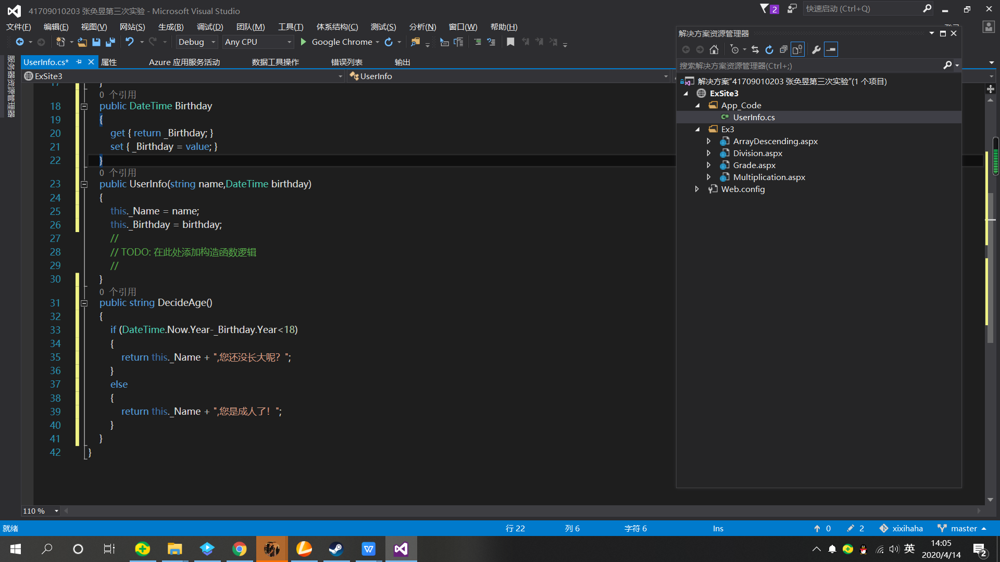 41709010203 张奂昱第三次实验 - Microsoft Visual Studio
2
快速启动 (Ctrl+Q)
文件(F) 编辑(E) 视图(V) 网站(S) 生成(B) 调试(D) 团队(M) 工具(T) 体系结构(C) 测试(S) 分析(N) 窗口(W) 帮助(H)
Debug Any CPU Google Chrome
服务器资源管理器
UserInfo.cs* 属性 Azure 应用服务活动 数据工具操作 错误列表 输出
ExSite3 UserInfo
17 }
0 个引用
18 public DateTime Birthday
19 {
20 get { return _Birthday; }
21 set { _Birthday = value; }
22 }
0 个引用
23 public UserInfo(string name,DateTime birthday)
24 {
25 this._Name = name;
26 this._Birthday = birthday;
27 //
28 // TODO: 在此处添加构造函数逻辑
29 //
30 }
0 个引用
31 public string DecideAge()
32 {
33 if (DateTime.Now.Year-_Birthday.Year<18)
34 {
35 return this._Name + ",您还没长大呢？";
36 }
37 else
38 {
39 return this._Name + ",您是成人了！";
40 }
41 }
42 }
解决方案资源管理器
搜索解决方案资源管理器(Ctrl+;)
解决方案"41709010203 张奂昱第三次实验"(1 个项目)
ExSite3
App_Code
UserInfo.cs
Ex3
ArrayDescending.aspx
Division.aspx
Grade.aspx
Multiplication.aspx
Web.config
110 %
就绪 行 22 列 6 字符 6 Ins 0 2 xixihaha master
英
14:05
2020/4/14
2